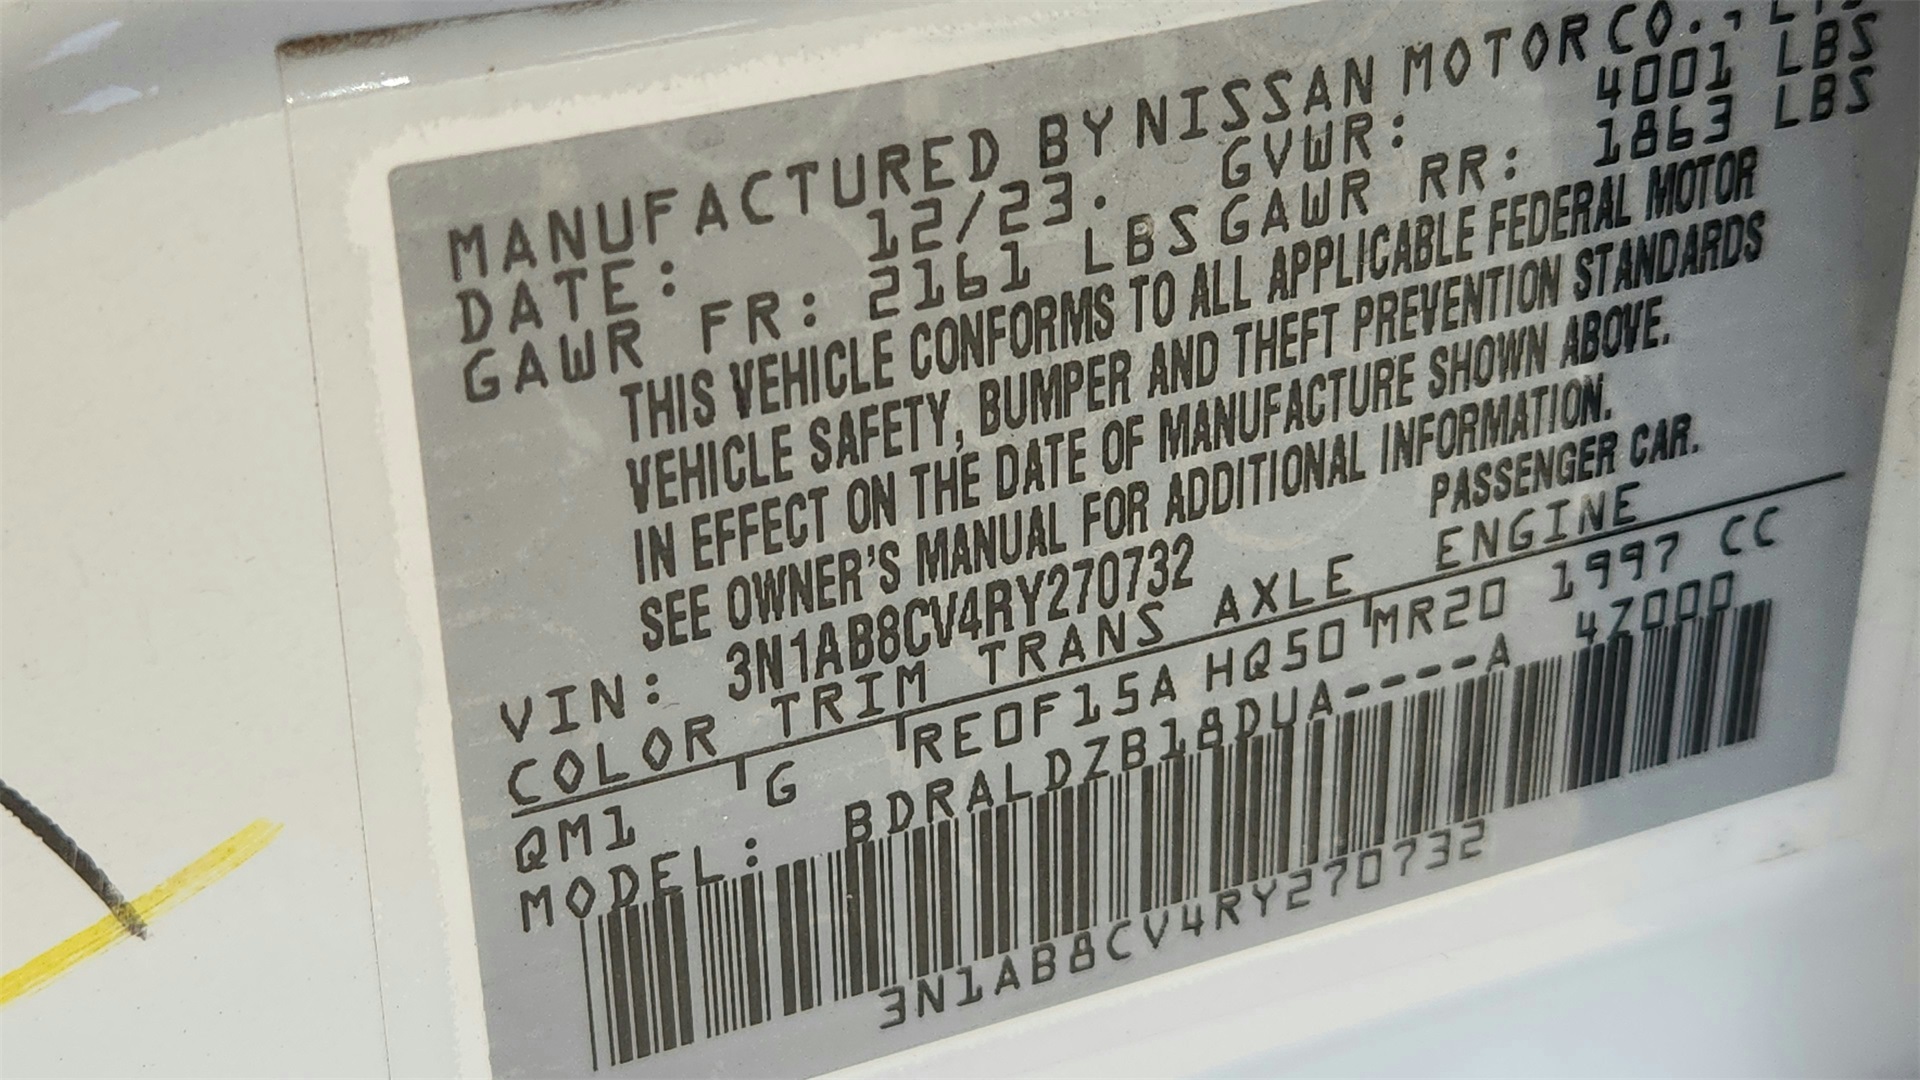 MANUFACTURED BY NISSAN MOTOR CO.,
DATE: 12/23. GVWR: 4001 LBS
GAWR FR: 2161 LBS GAWR RR: 1863 LBS
THIS VEHICLE CONFORMS TO ALL APPLICABLE FEDERAL MOTOR
VEHICLE SAFETY, BUMPER AND THEFT PREVENTION STANDARDS
IN EFFECT ON THE DATE OF MANUFACTURE SHOWN ABOVE.
SEE OWNER'S MANUAL FOR ADDITIONAL INFORMATION.
VIN: 3N1AB8CV4RY270732 PASSENGER CAR.
COLOR TRIM TRANS AXLE ENGINE
QM1 G RE0F15A HQ50 MR20 1997 CC
MODEL: BDRALDZB18DUA----A 4Z000
3N1AB8CV4RY270732